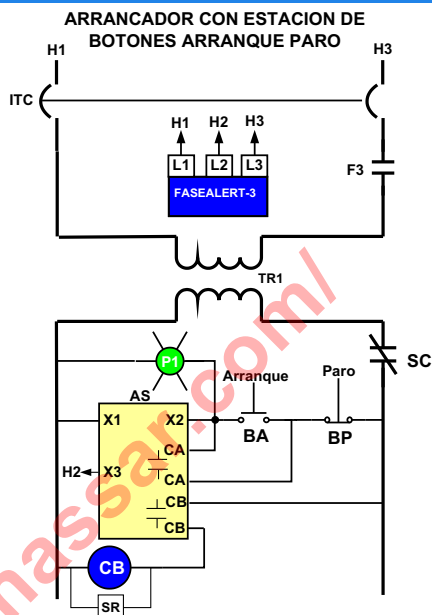 ARRANCADOR CON ESTACION DE
BOTONES ARRANQUE PARO
H1
H3
ITC
H1 H2 H3
L1 L2 L3
F3
FASEALERT-3
TR1
P1
SC
Arranque
Paro
AS
X1 X2
BA
BP
CA
H2 X3
CA
CB
CB
CB
SR
nassar.com/